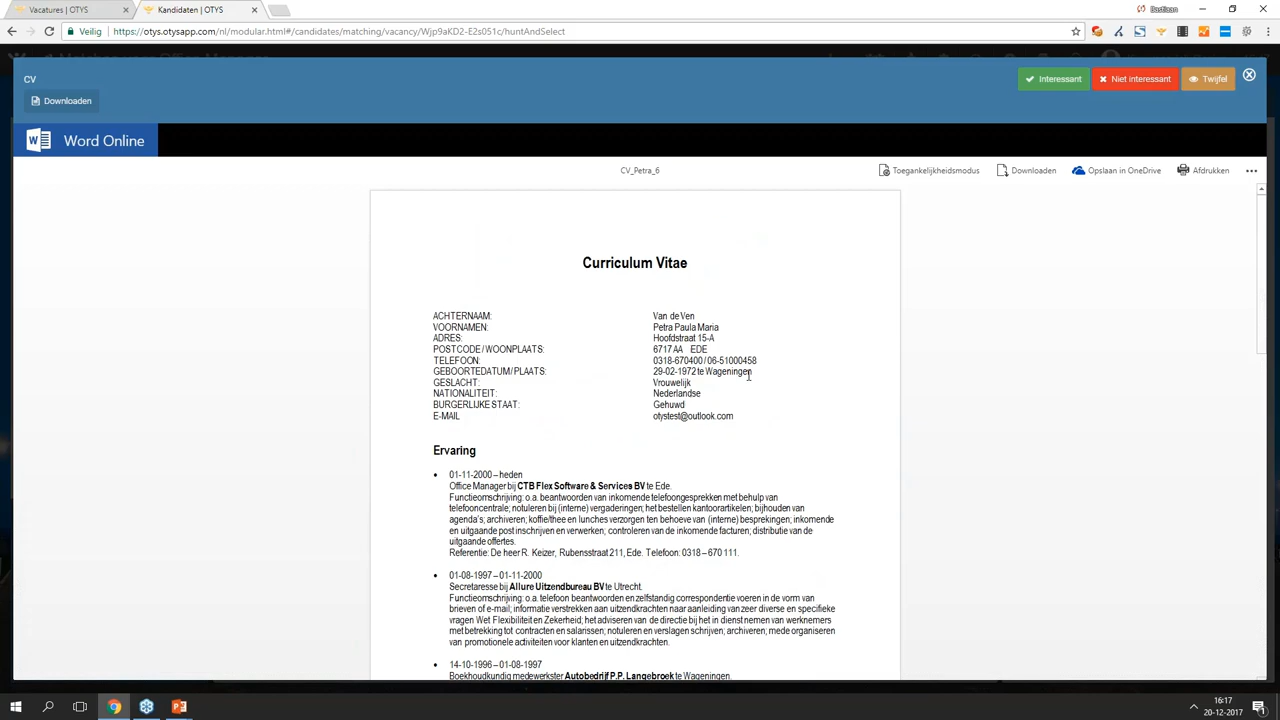 Vacatures | OTYS
Kandidaten | OTYS
Bastiaan
Veilig
https://otys.otysapp.com/nl/modular.html#/candidates/matching/vacancy/Wjp9aKD2-E2s051c/huntAndSelect
CV
Downloaden
Interessant
Niet interessant
Twijfel
Word Online
CV_Petra_6
Toegankelijkheidsmodus
Downloaden
Opslaan in OneDrive
Afdrukken
Curriculum Vitae
ACHTERNAAM: Van de Ven
VOORNAMEN: Petra Paula Maria
ADRES: Hoofdstraat 15-A
POSTCODE / WOONPLAATS: 6717 AA EDE
TELEFOON: 0318-670400 / 06-51000458
GEBOORTEDATUM/ PLAATS: 29-02-1972 te Wageningen
GESLACHT: Vrouwelijk
NATIONALITEIT: Nederlandse
BURGERLIJKE STAAT: Gehuwd
E-MAIL otystest@outlook.com
Ervaring
• 01-11-2000 – heden
Office Manager bij CTB Flex Software & Services BV te Ede.
Functieomschrijving: o.a. beantwoorden van inkomende telefoongesprekken met behulp van
telefooncentrale; notuleren bij (interne) vergaderingen; het bestellen kantoorartikelen; bijhouden van
agenda's; archiveren; koffie/thee en lunches verzorgen ten behoeve van (interne) besprekingen; inkomende
en uitgaande post inschrijven en verwerken; controleren van de inkomende facturen; distributie van de
uitgaande offertes.
Referentie: De heer R. Keizer, Rubensstraat 211, Ede. Telefoon: 0318 – 670 111.
• 01-08-1997 – 01-11-2000
Secretaresse bij Allure Uitzendbureau BV te Utrecht.
Functieomschrijving: o.a. telefoon beantwoorden en zelfstandig correspondentie voeren in de vorm van
brieven of e-mail; informatie verstrekken aan uitzendkrachten naar aanleiding van zeer diverse en specifieke
vragen Wet Flexibiliteit en Zekerheid; het adviseren van de directie bij het in dienst nemen van werknemers
met betrekking tot contracten en salarissen; notuleren en verslagen schrijven; archiveren; mede organiseren
van promotionele activiteiten voor klanten en uitzendkrachten.
• 14-10-1996 – 01-08-1997
Boekhoudkundig medewerkster Autobedrijf P.P. Langebroek te Wageningen.
16:17
20-12-2017